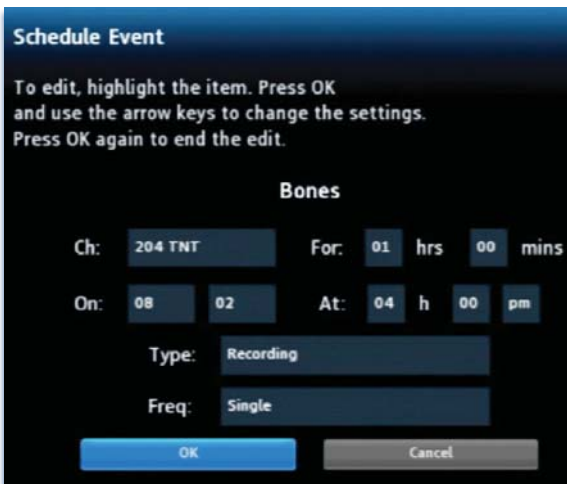 Schedule Event
To edit, highlight the item. Press OK
and use the arrow keys to change the settings.
Press OK again to end the edit.
Bones
Ch: 204 TNT For: 01 hrs 00 mins
On: 08 02 At: 04 h 00 pm
Type: Recording
Freq: Single
OK Cancel